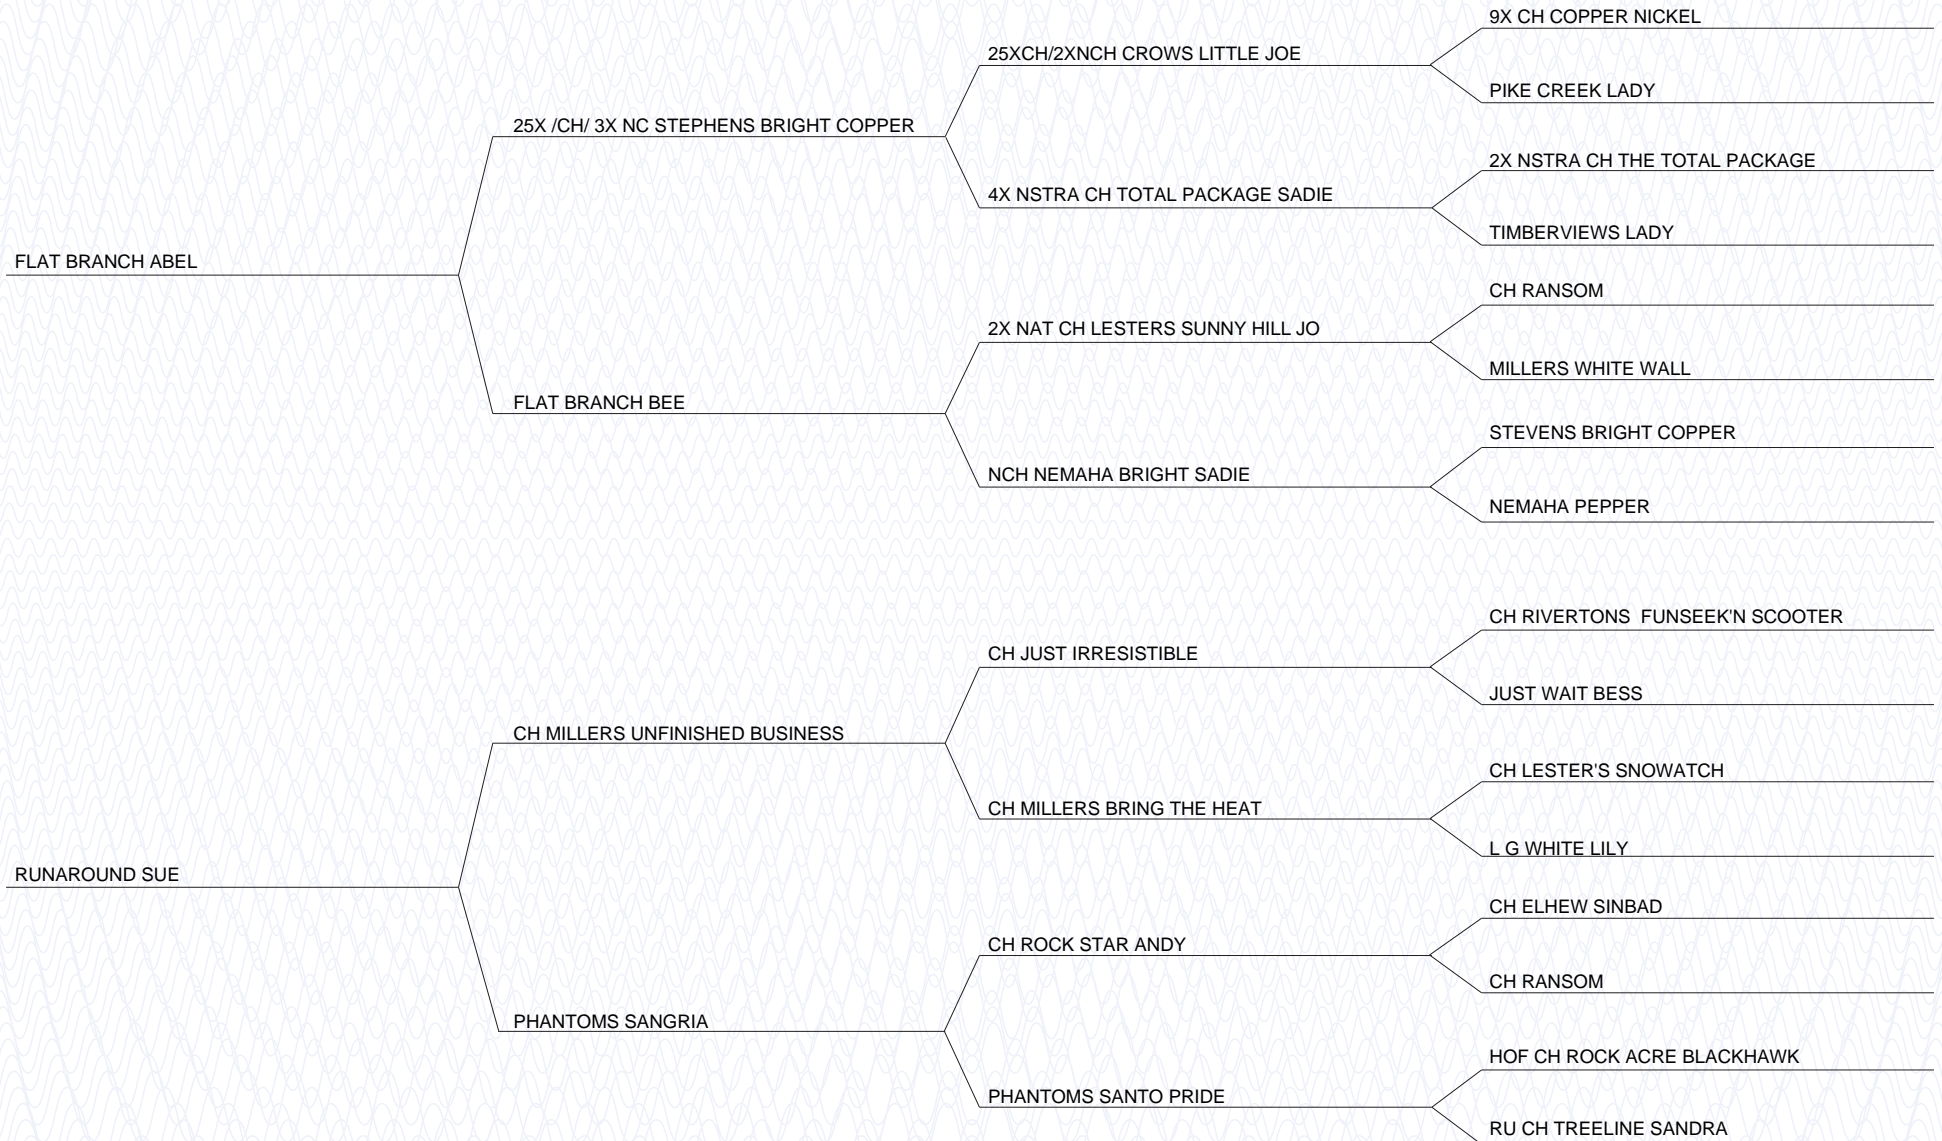 9X CH COPPER NICKEL
25XCH/2XNCH CROWS LITTLE JOE
PIKE CREEK LADY
25X /CH/ 3X NC STEPHENS BRIGHT COPPER
2X NSTRA CH THE TOTAL PACKAGE
4X NSTRA CH TOTAL PACKAGE SADIE
TIMBERVIEWS LADY
FLAT BRANCH ABEL
CH RANSOM
2X NAT CH LESTERS SUNNY HILL JO
MILLERS WHITE WALL
FLAT BRANCH BEE
STEVENS BRIGHT COPPER
NCH NEMAHA BRIGHT SADIE
NEMAHA PEPPER
CH RIVERTONS  FUNSEEK'N SCOOTER
CH JUST IRRESISTIBLE
JUST WAIT BESS
CH MILLERS UNFINISHED BUSINESS
CH LESTER'S SNOWATCH
CH MILLERS BRING THE HEAT
L G WHITE LILY
RUNAROUND SUE
CH ELHEW SINBAD
CH ROCK STAR ANDY
CH RANSOM
PHANTOMS SANGRIA
HOF CH ROCK ACRE BLACKHAWK
PHANTOMS SANTO PRIDE
RU CH TREELINE SANDRA